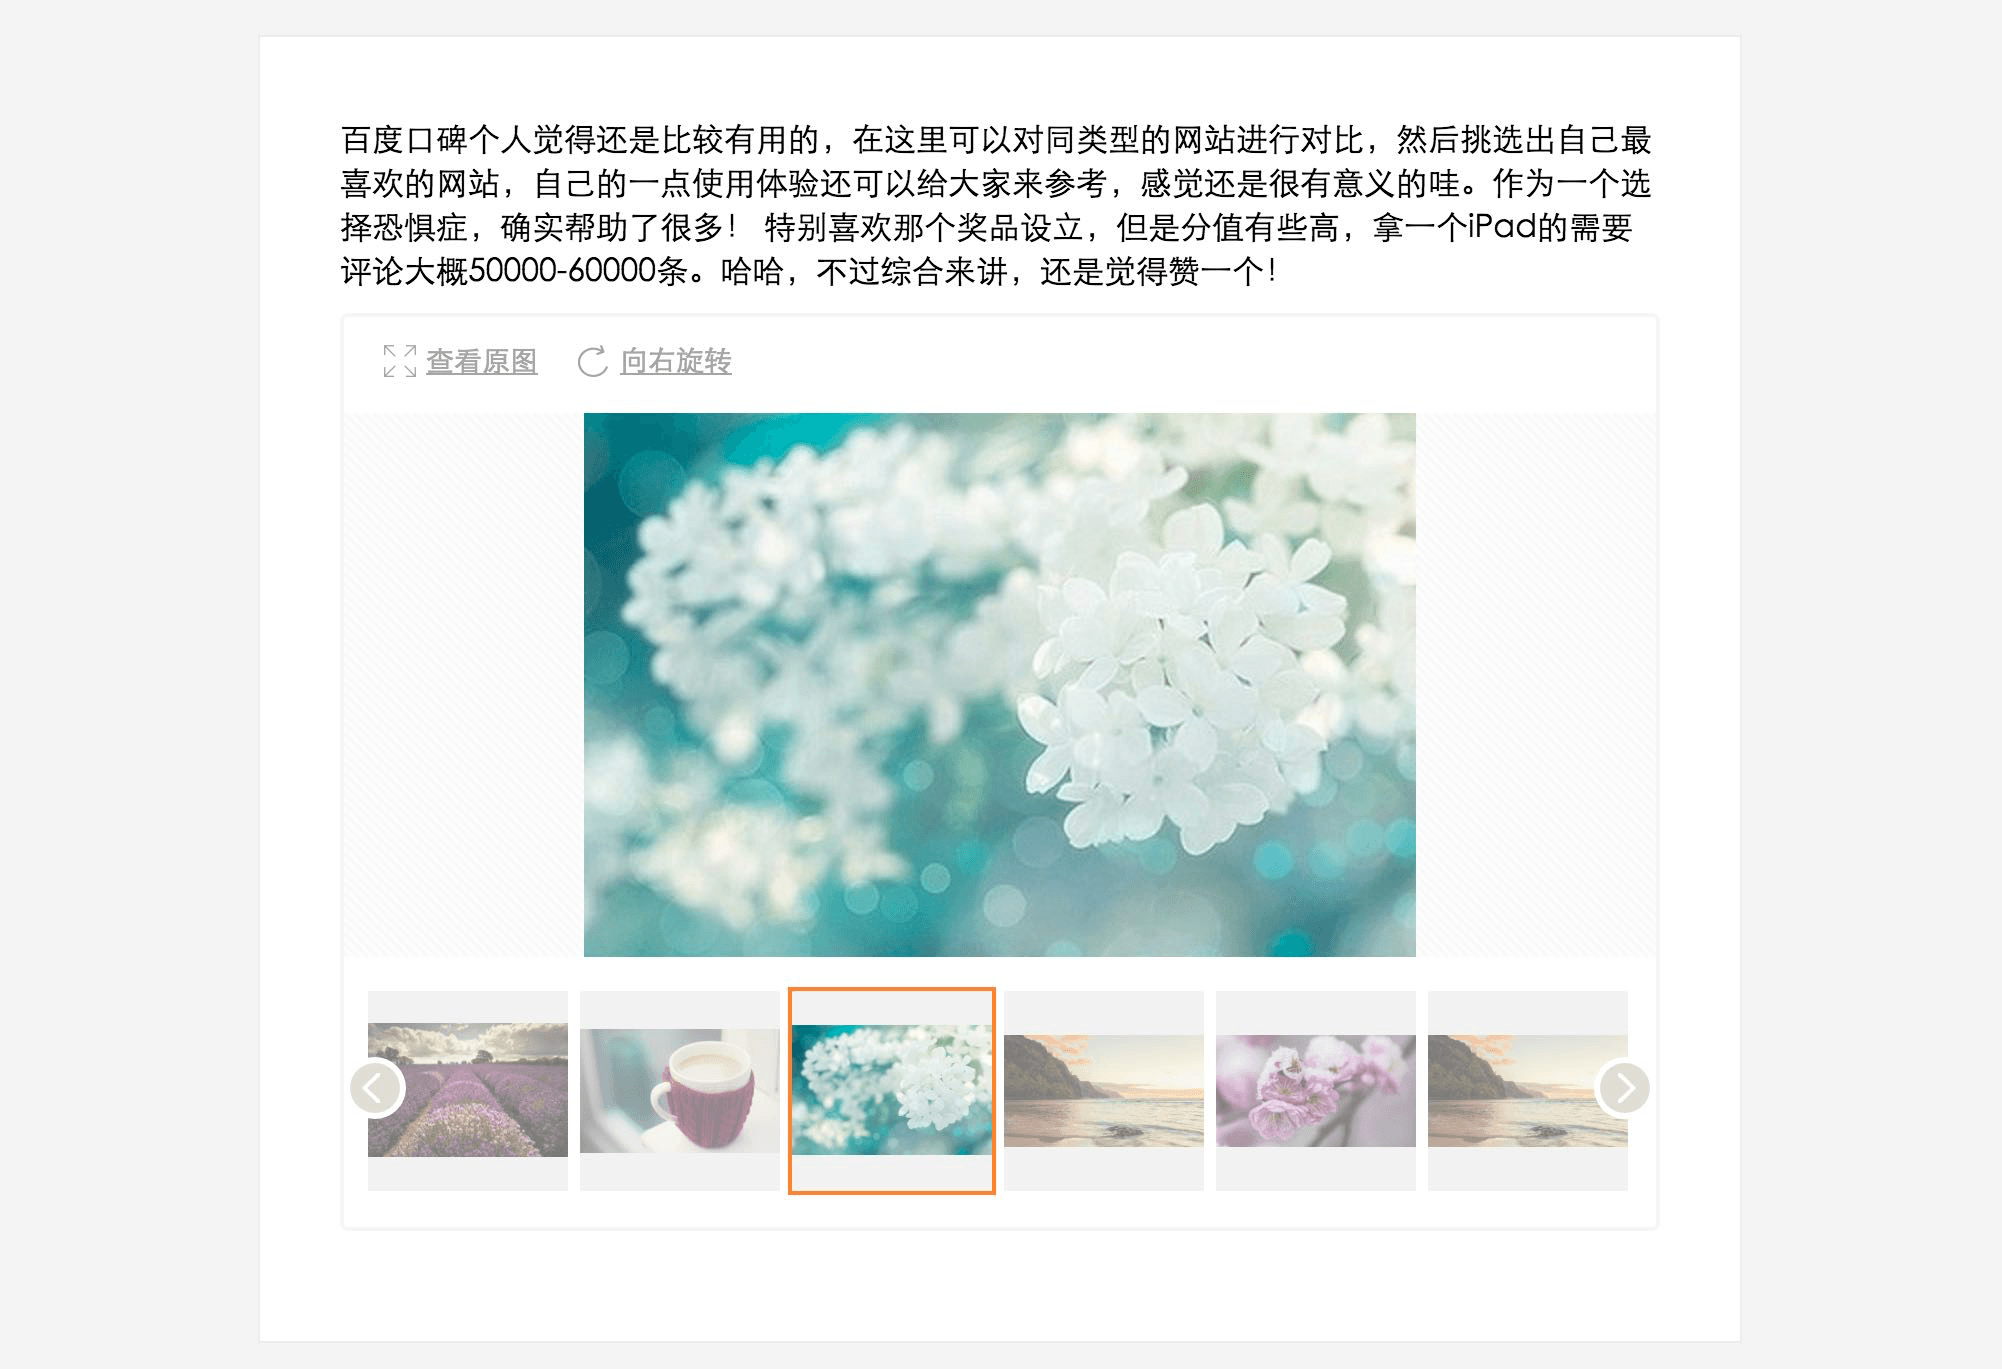 百度口碑个人觉得还是比较有用的，在这里可以对同类型的网站进行对比，然后挑选出自己最
喜欢的网站，自己的一点使用体验还可以给大家来参考，感觉还是很有意义的哇。作为一个选
择恐惧症，确实帮助了很多！ 特别喜欢那个奖品设立，但是分值有些高，拿一个iPad的需要
评论大概50000-60000条。哈哈，不过综合来讲，还是觉得赞一个！
查看原图 向右旋转